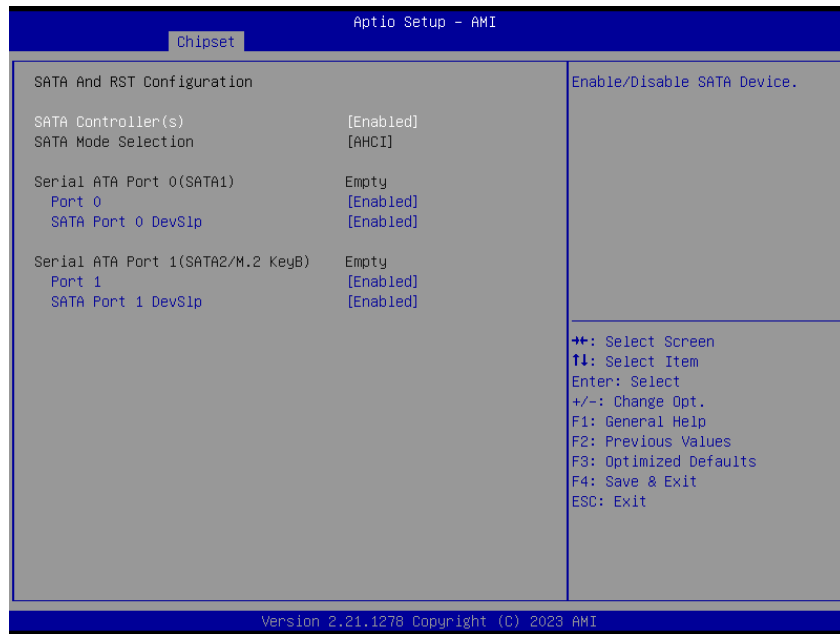 Aptio Setup – AMI
Chipset
SATA And RST Configuration
SATA Controller(s) [Enabled]
SATA Mode Selection [AHCI]
Serial ATA Port 0(SATA1) Empty
Port 0 [Enabled]
SATA Port 0 DevSlp [Enabled]
Serial ATA Port 1(SATA2/M.2 KeyB) Empty
Port 1 [Enabled]
SATA Port 1 DevSlp [Enabled]
Enable/Disable SATA Device.
→←: Select Screen
↑↓: Select Item
Enter: Select
+/-: Change Opt.
F1: General Help
F2: Previous Values
F3: Optimized Defaults
F4: Save & Exit
ESC: Exit
Version 2.21.1278 Copyright (C) 2023 AMI